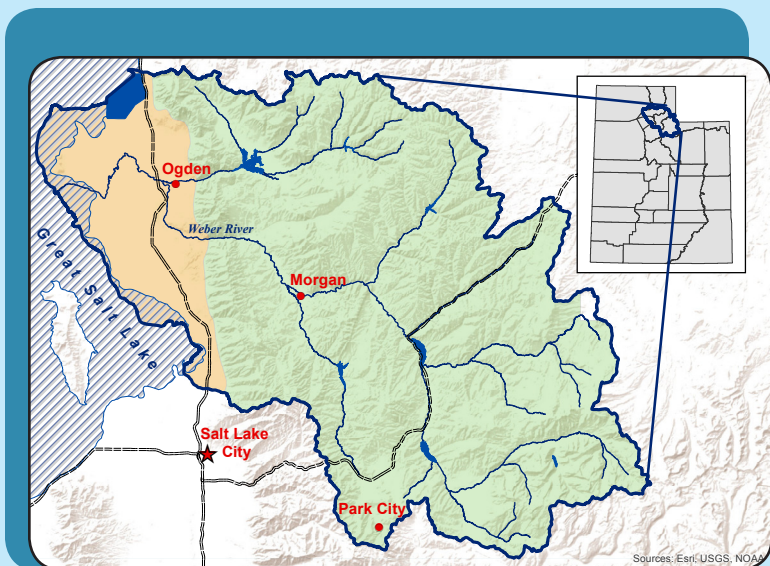 Ogden
Weber River
Morgan
Great Salt Lake
Salt Lake
City
Park City
Sources: Esri, USGS, NOAA